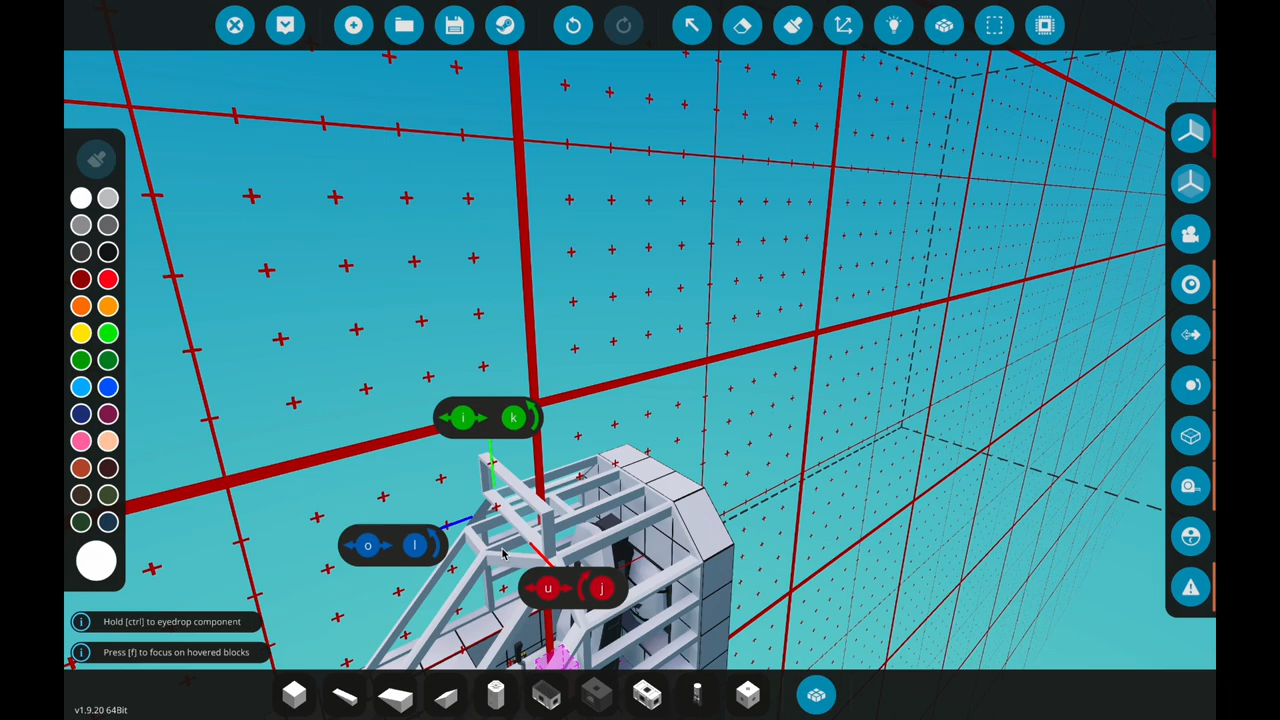 i k
o l
u j
Hold [ctrl] to eyedrop component
Press [f] to focus on hovered blocks
v1.9.20 64Bit